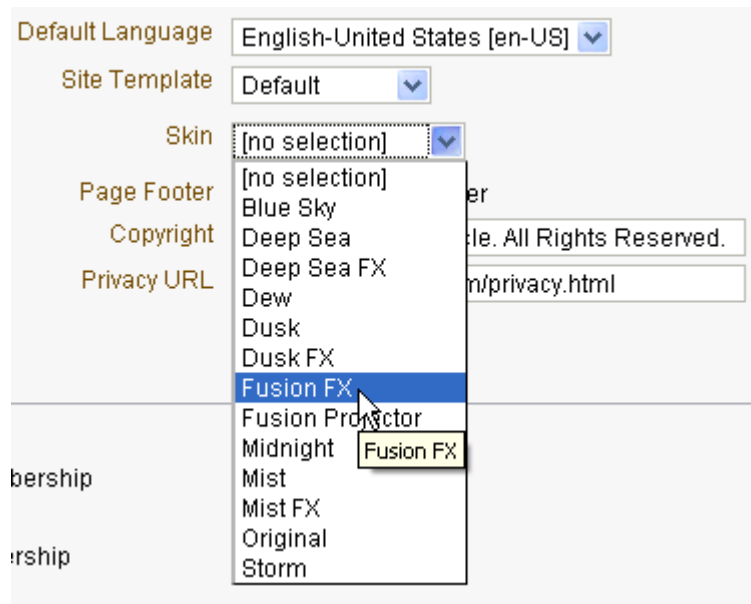 Default Language English-United States [en-US]
Site Template Default
Skin [no selection]
[no selection]
Page Footer er
Blue Sky
Copyright Deep Sea le. All Rights Reserved.
Deep Sea FX
Privacy URL m/privacy.html
Dew
Dusk
Dusk FX
Fusion FX
Fusion Projector
Midnight Fusion FX
bership Mist
Mist FX
Original
ership Storm